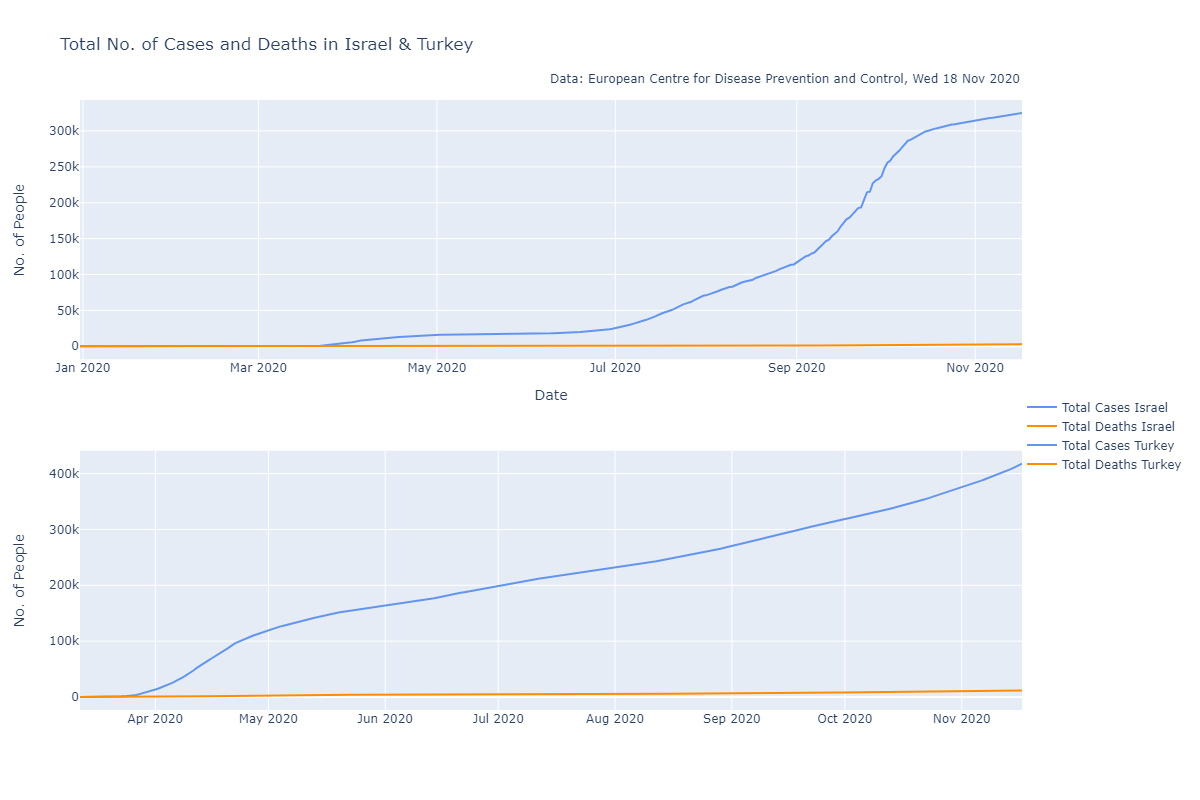 Total No. of Cases and Deaths in Israel & Turkey
Data: European Centre for Disease Prevention and Control, Wed 18 Nov 2020
No. of People
300k
250k
200k
150k
100k
50k
0
Jan 2020 Mar 2020 May 2020 Jul 2020 Sep 2020 Nov 2020
Date
Total Cases Israel
Total Deaths Israel
Total Cases Turkey
Total Deaths Turkey
No. of People
400k
300k
200k
100k
0
Apr 2020 May 2020 Jun 2020 Jul 2020 Aug 2020 Sep 2020 Oct 2020 Nov 2020